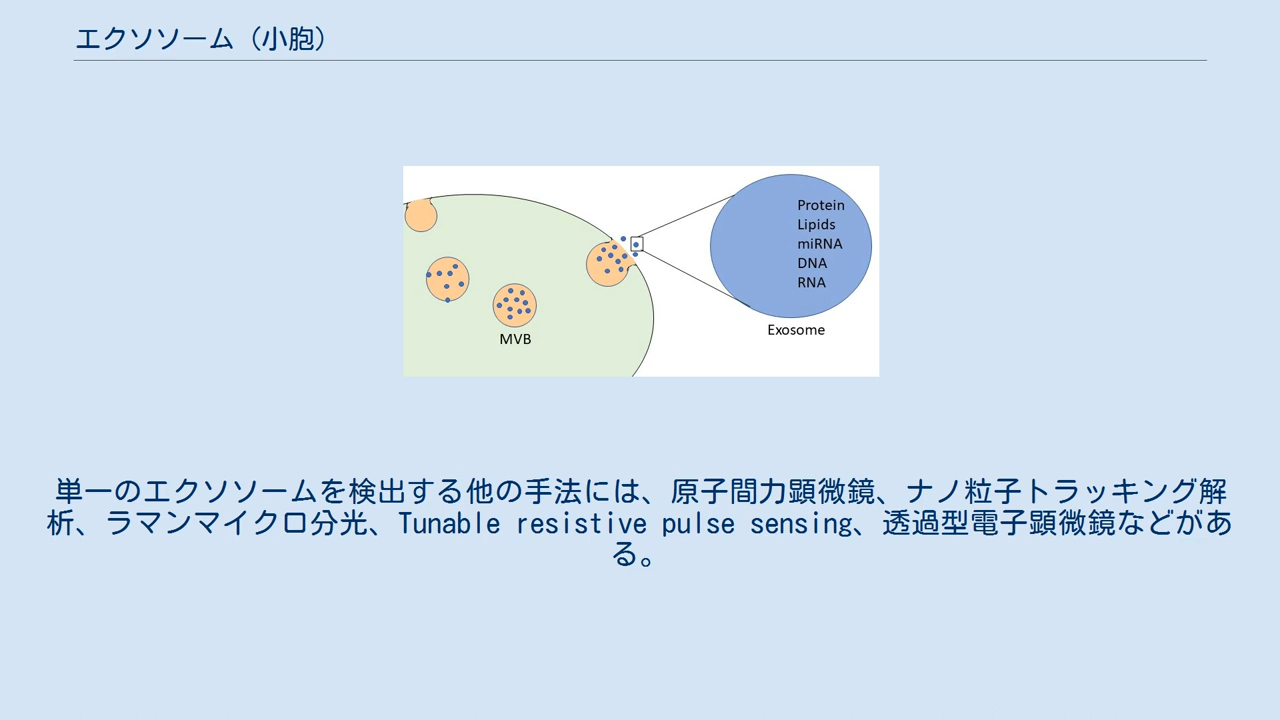 エクソソーム（小胞）
Protein
Lipids
miRNA
DNA
RNA
MVB
Exosome
単一のエクソソームを検出する他の手法には、原子間力顕微鏡、ナノ粒子トラッキング解
析、ラマンマイクロ分光、Tunable resistive pulse sensing、透過型電子顕微鏡などがあ
る。